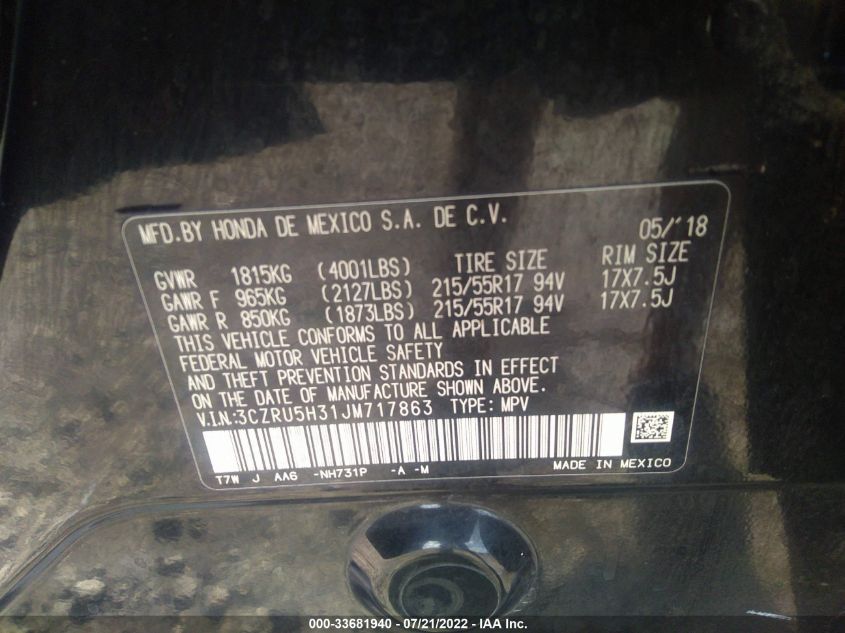 MFD.BY HONDA DE MEXICO S.A. DE C.V. 05/'18
GVWR 1815KG (4001LBS) TIRE SIZE RIM SIZE
GAWR F 965KG (2127LBS) 215/55R17 94V 17X7.5J
GAWR R 850KG (1873LBS) 215/55R17 94V 17X7.5J
THIS VEHICLE CONFORMS TO ALL APPLICABLE
FEDERAL MOTOR VEHICLE SAFETY
AND THEFT PREVENTION STANDARDS IN EFFECT
ON THE DATE OF MANUFACTURE SHOWN ABOVE.
V.I.N:3CZRU5H31JM717863 TYPE: MPV
T7W J AA6 -NH731P -A -M MADE IN MEXICO
000-33681940 - 07/21/2022 - IAA Inc.